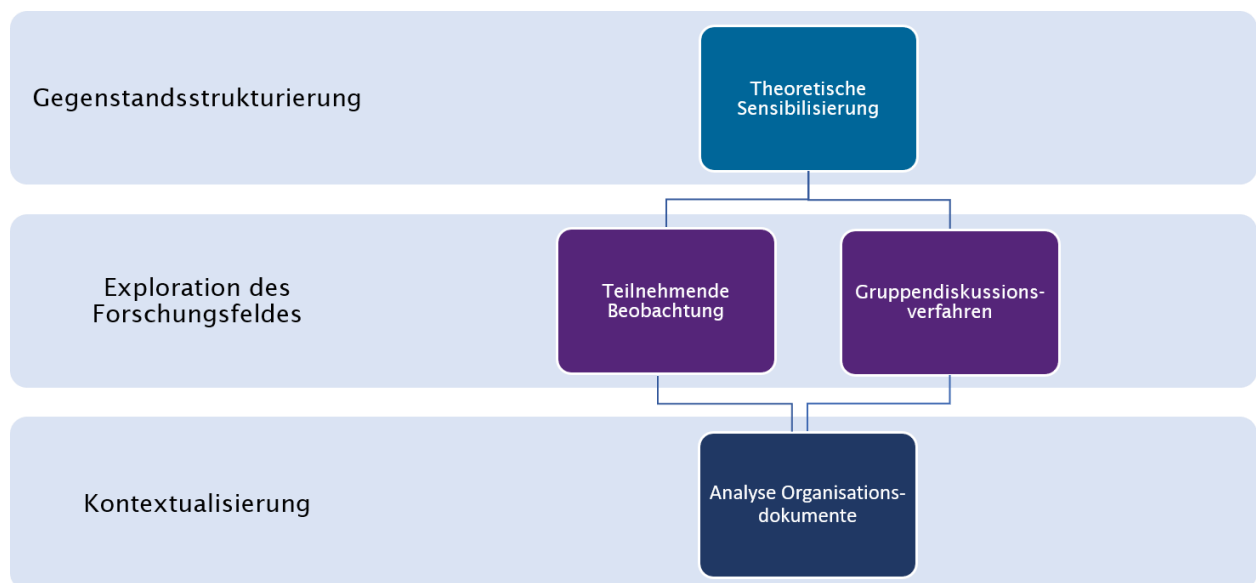 Gegenstandsstrukturierung
Theoretische
Sensibilisierung
Exploration des
Forschungsfeldes
Teilnehmende
Beobachtung
Gruppendiskussions-
verfahren
Kontextualisierung
Analyse Organisations-
dokumente